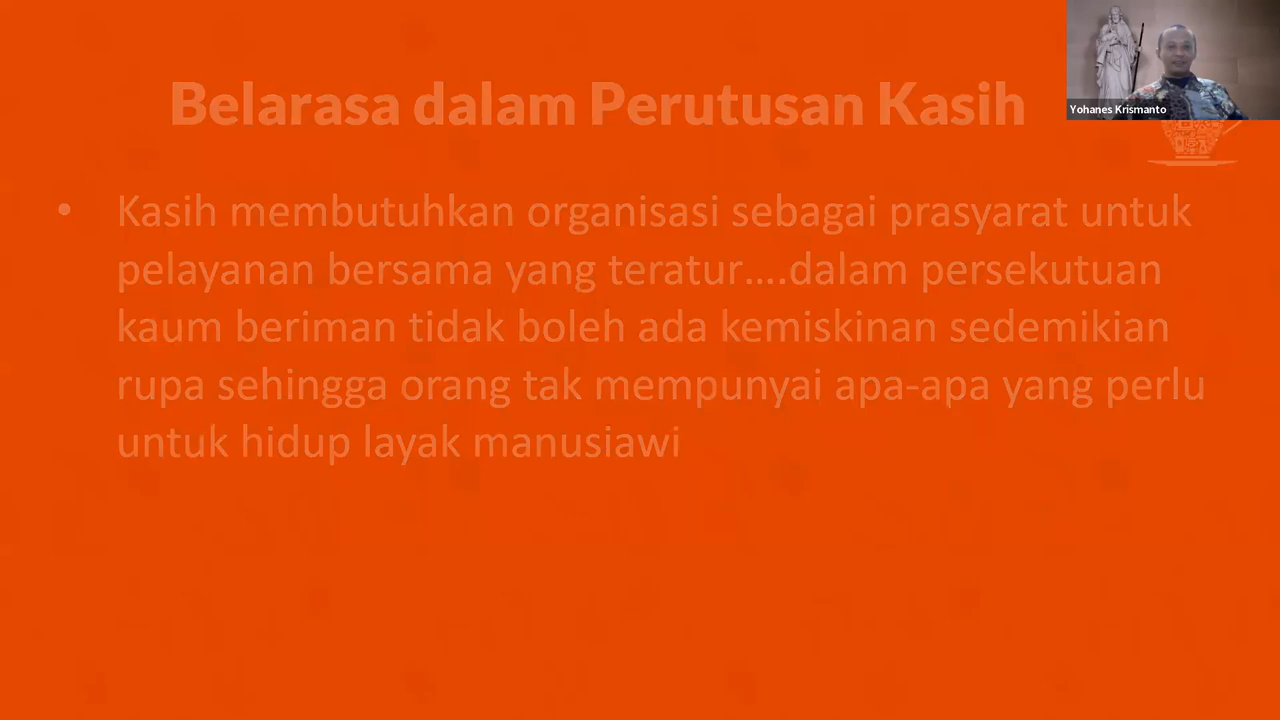 Belarasa dalam Perutusan Kasih
Yohanes Krismanto
• Kasih membutuhkan organisasi sebagai prasyarat untuk
pelayanan bersama yang teratur....dalam persekutuan
kaum beriman tidak boleh ada kemiskinan sedemikian
rupa sehingga orang tak mempunyai apa-apa yang perlu
untuk hidup layak manusiawi